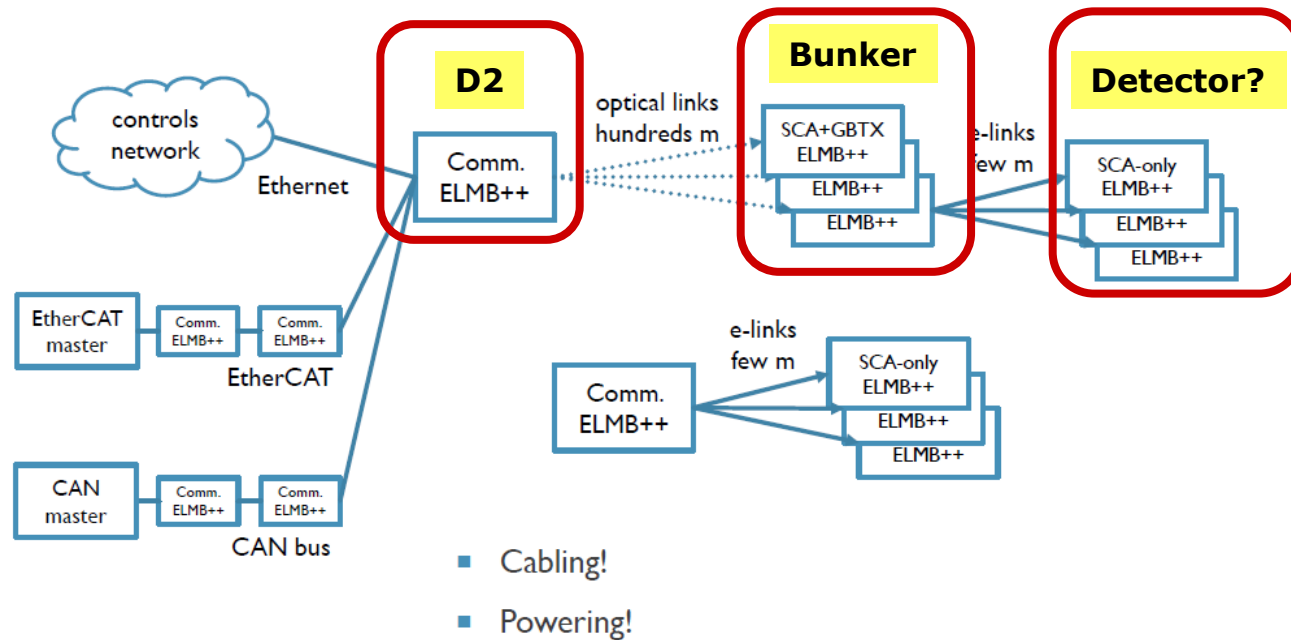 D2
Bunker
Detector?
controls
network
Ethernet
Comm.
ELMB++
optical links
hundreds m
SCA+GBTX
ELMB++
ELMB++
ELMB++
e-links
few m
SCA-only
ELMB++
ELMB++
ELMB++
EtherCAT
master
Comm.
ELMB++
Comm.
ELMB++
EtherCAT
Comm.
ELMB++
e-links
few m
SCA-only
ELMB++
ELMB++
ELMB++
CAN
master
Comm.
ELMB++
Comm.
ELMB++
CAN bus
▪ Cabling!
▪ Powering!